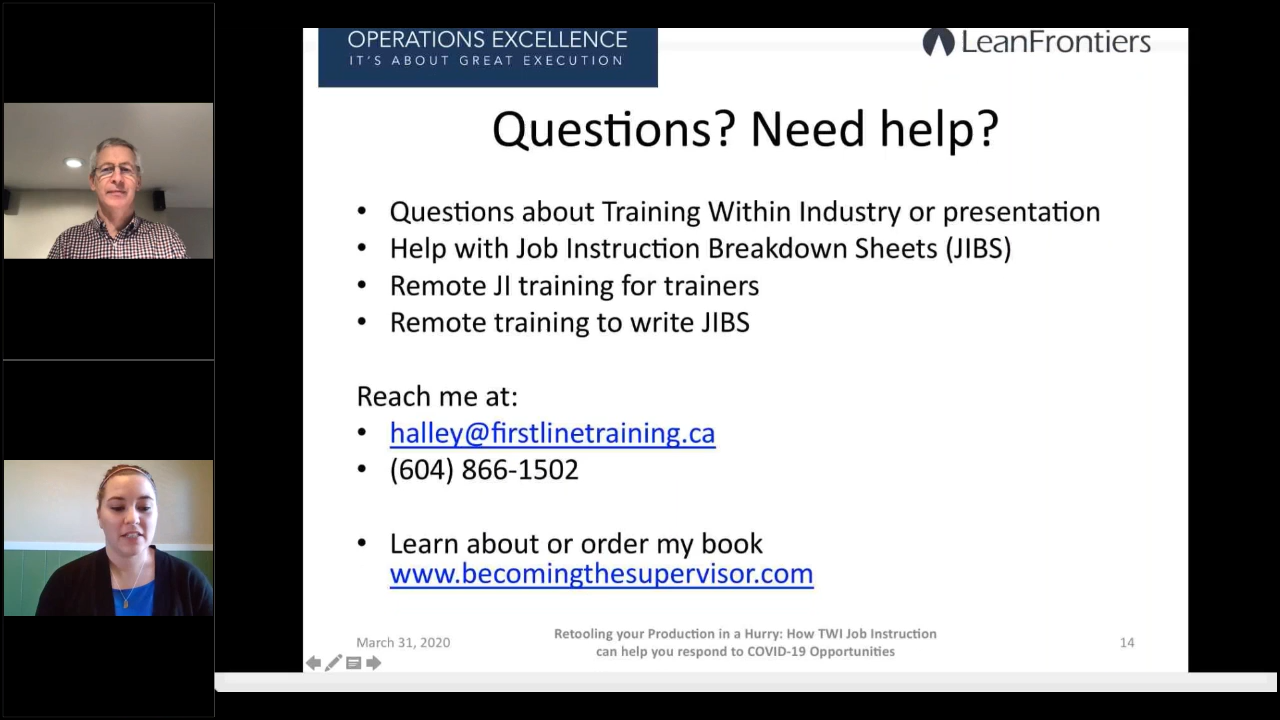 OPERATIONS EXCELLENCE
IT'S ABOUT GREAT EXECUTION
LeanFrontiers
Questions? Need help?
• Questions about Training Within Industry or presentation
• Help with Job Instruction Breakdown Sheets (JIBS)
• Remote JI training for trainers
• Remote training to write JIBS
Reach me at:
• halley@firstlinetraining.ca
• (604) 866-1502
• Learn about or order my book
www.becomingthesupervisor.com
March 31, 2020
Retooling your Production in a Hurry: How TWI Job Instruction
can help you respond to COVID-19 Opportunities
14